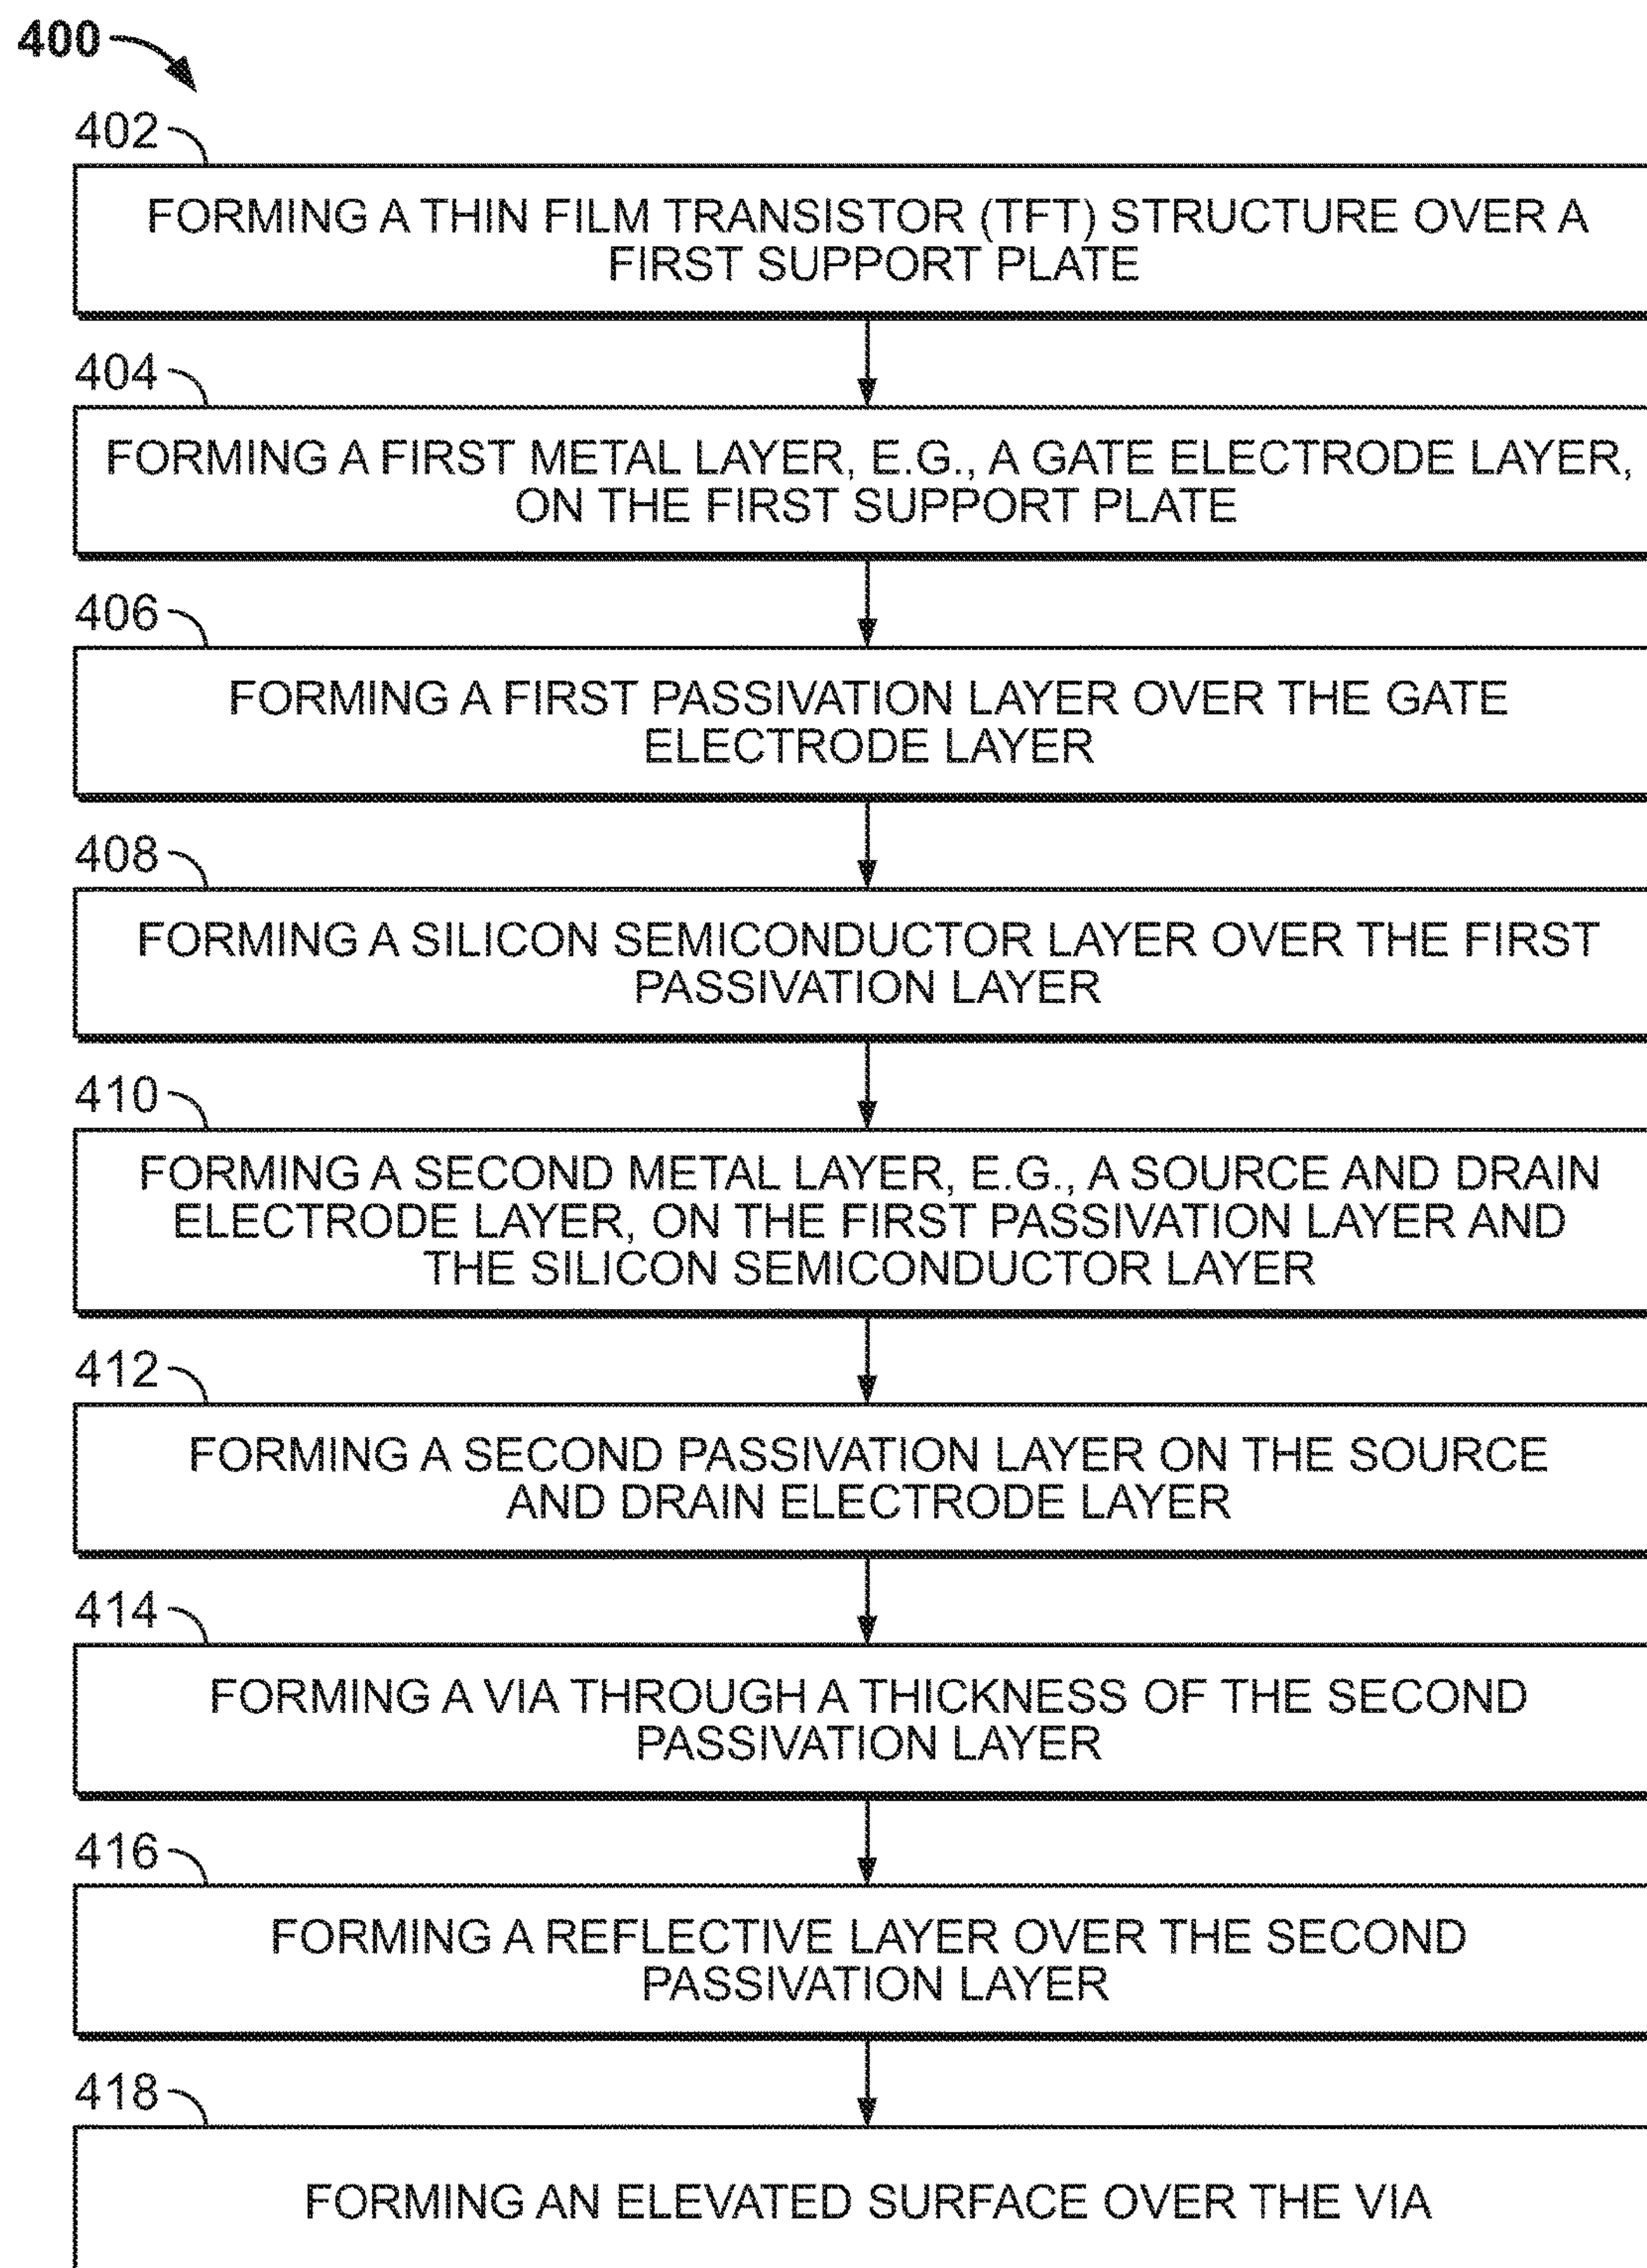 400
402
FORMING A THIN FILM TRANSISTOR (TFT) STRUCTURE OVER A
FIRST SUPPORT PLATE
404
FORMING A FIRST METAL LAYER, E.G., A GATE ELECTRODE LAYER,
ON THE FIRST SUPPORT PLATE
406
FORMING A FIRST PASSIVATION LAYER OVER THE GATE
ELECTRODE LAYER
408
FORMING A SILICON SEMICONDUCTOR LAYER OVER THE FIRST
PASSIVATION LAYER
410
FORMING A SECOND METAL LAYER, E.G., A SOURCE AND DRAIN
ELECTRODE LAYER, ON THE FIRST PASSIVATION LAYER AND
THE SILICON SEMICONDUCTOR LAYER
412
FORMING A SECOND PASSIVATION LAYER ON THE SOURCE
AND DRAIN ELECTRODE LAYER
414
FORMING A VIA THROUGH A THICKNESS OF THE SECOND
PASSIVATION LAYER
416
FORMING A REFLECTIVE LAYER OVER THE SECOND
PASSIVATION LAYER
418
FORMING AN ELEVATED SURFACE OVER THE VIA